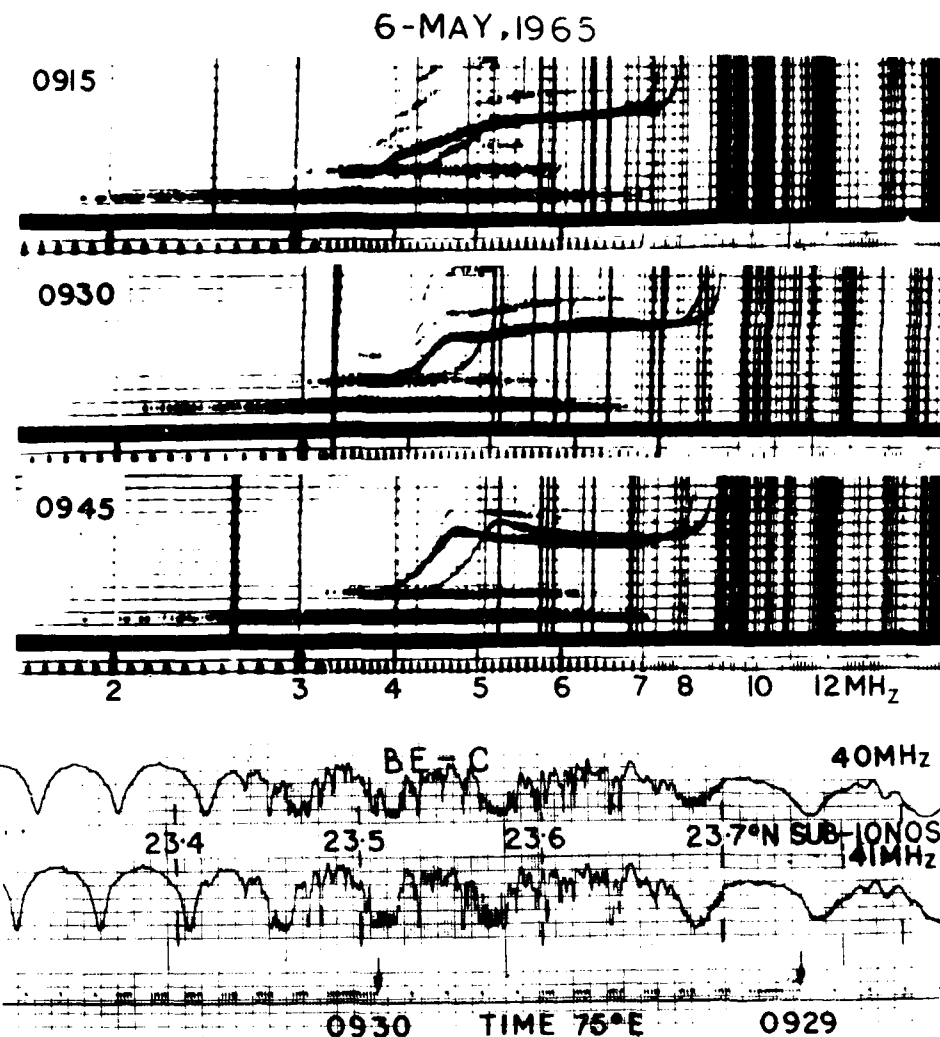 6-MAY,1965
0915
0930
0945
2 3 4 5 6 7 8 10 12MHz
BE-C 40MHz
23.4 23.5 23.6 23.7°N SUB-IONOS
41MHz
0930 TIME 75°E 0929